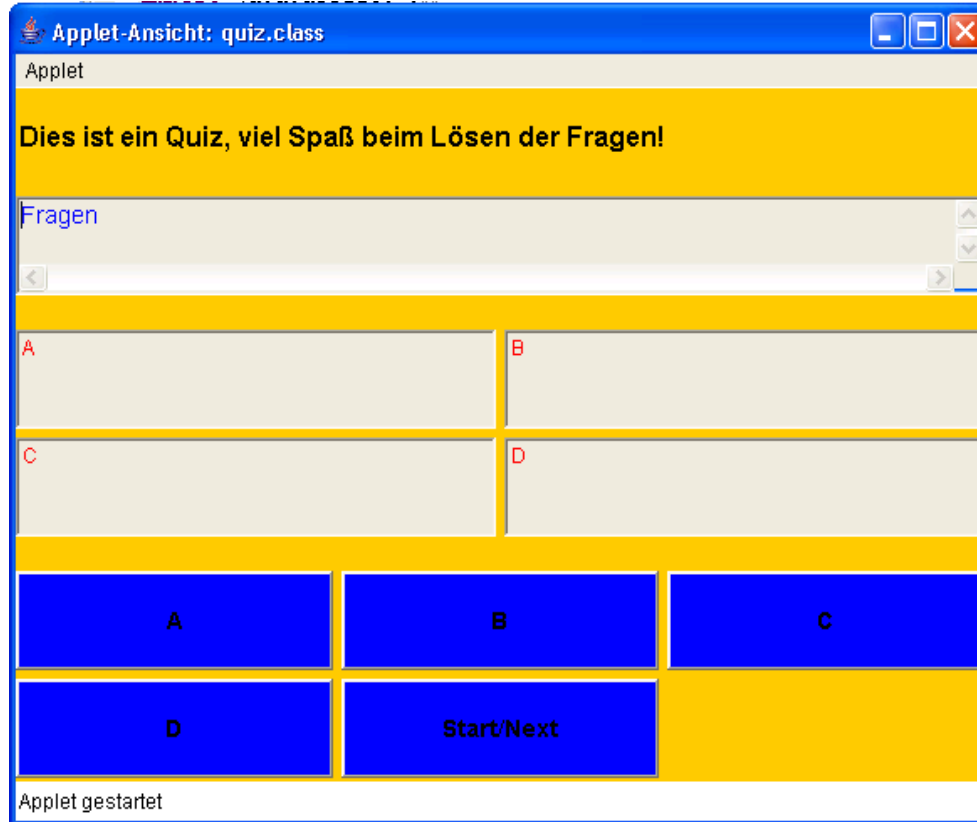 Applet-Ansicht: quiz.class
Applet
Dies ist ein Quiz, viel Spaß beim Lösen der Fragen!
Fragen
A B
C D
A B C
D Start/Next
Applet gestartet